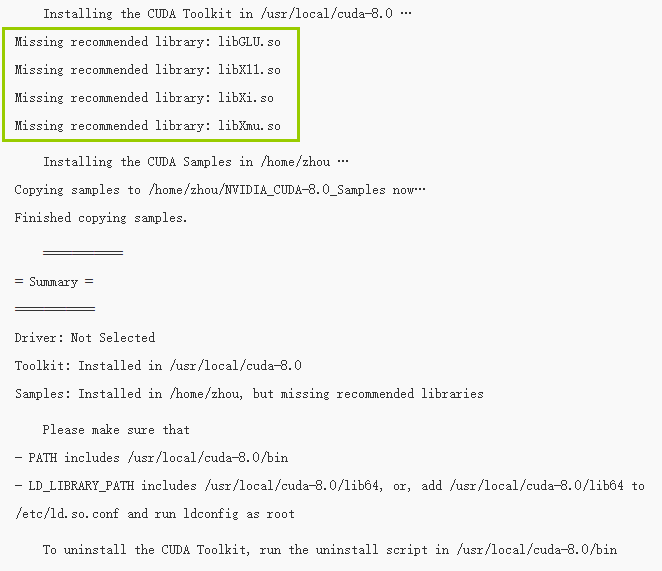 Installing the CUDA Toolkit in /usr/local/cuda-8.0 …
Missing recommended library: libGLU.so
Missing recommended library: libX11.so
Missing recommended library: libXi.so
Missing recommended library: libXmu.so
Installing the CUDA Samples in /home/zhou …
Copying samples to /home/zhou/NVIDIA_CUDA-8.0_Samples now…
Finished copying samples.
===========
= Summary =
===========
Driver: Not Selected
Toolkit: Installed in /usr/local/cuda-8.0
Samples: Installed in /home/zhou, but missing recommended libraries
Please make sure that
– PATH includes /usr/local/cuda-8.0/bin
– LD_LIBRARY_PATH includes /usr/local/cuda-8.0/lib64, or, add /usr/local/cuda-8.0/lib64 to
/etc/ld.so.conf and run ldconfig as root
To uninstall the CUDA Toolkit, run the uninstall script in /usr/local/cuda-8.0/bin